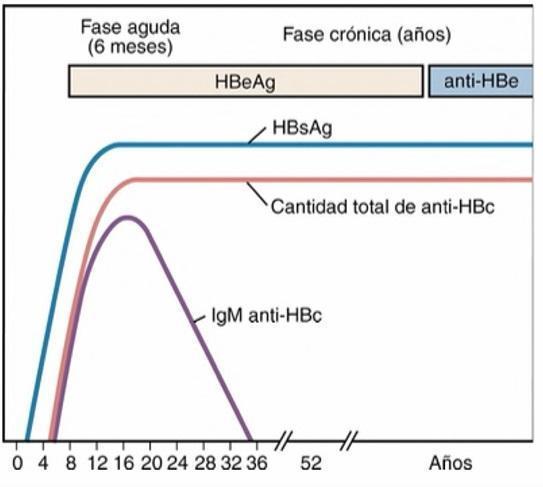 Fase aguda
(6 meses)
Fase crónica (años)
HBeAg
anti-HBe
HBsAg
Cantidad total de anti-HBc
IgM anti-HBc
0 4 8 12 16 20 24 28 32 36 52 Años